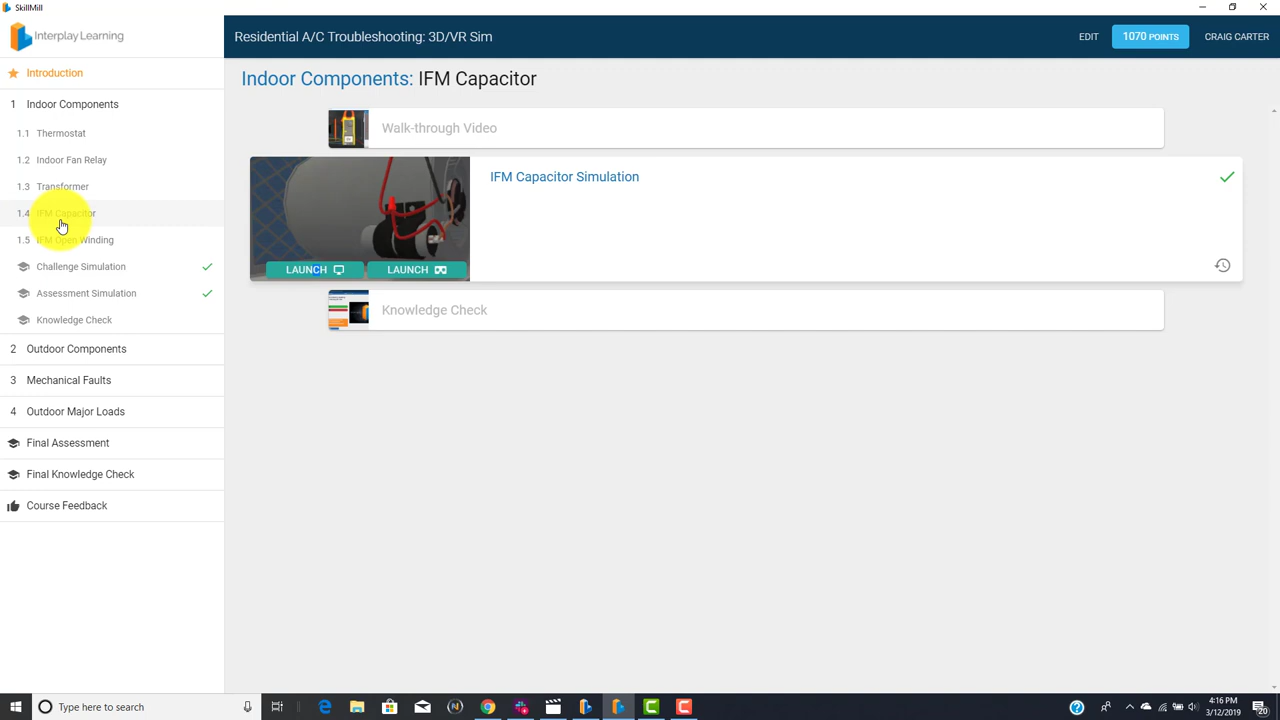 SkillMill
Interplay Learning
Residential A/C Troubleshooting: 3D/VR Sim
EDIT
1070 POINTS
CRAIG CARTER
Introduction
1 Indoor Components
1.1 Thermostat
1.2 Indoor Fan Relay
1.3 Transformer
1.4 IFM Capacitor
1.5 IFM Open Winding
Challenge Simulation
Assessment Simulation
Knowledge Check
2 Outdoor Components
3 Mechanical Faults
4 Outdoor Major Loads
Final Assessment
Final Knowledge Check
Course Feedback
Indoor Components: IFM Capacitor
Walk-through Video
IFM Capacitor Simulation
LAUNCH
LAUNCH
Knowledge Check
Type here to search
4:16 PM
3/12/2019
20